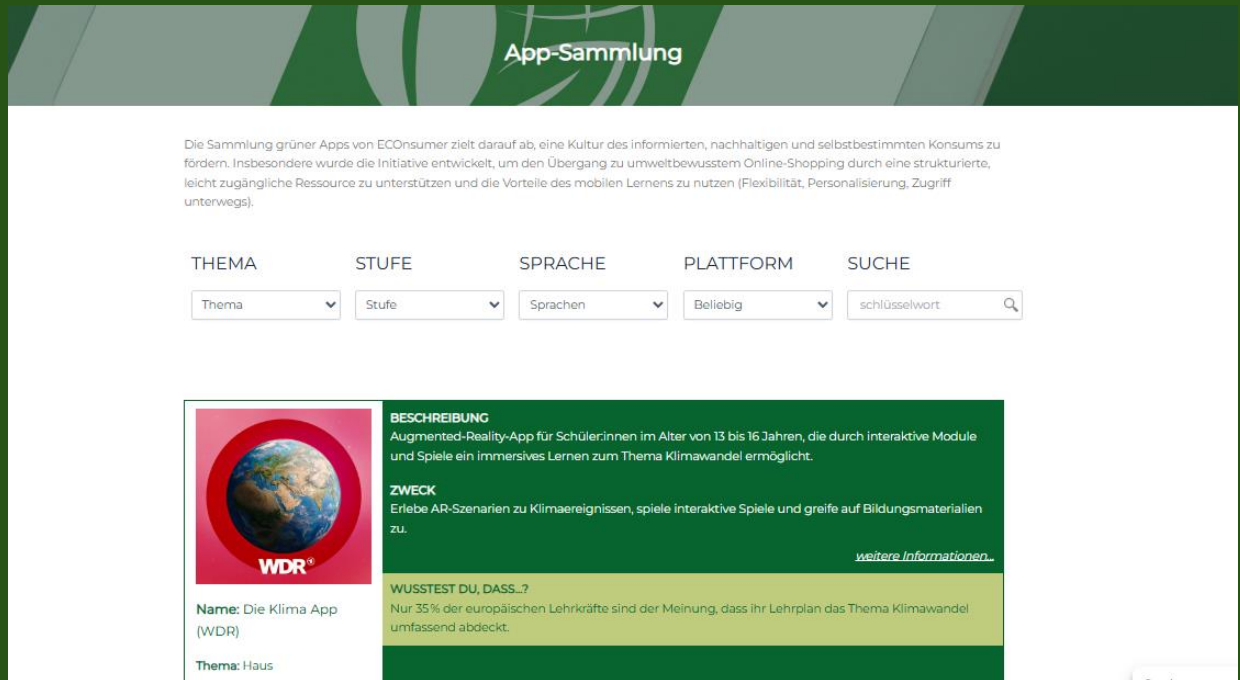 App-Sammlung
Die Sammlung grüner Apps von ECOnsumer zielt darauf ab, eine Kultur des informierten, nachhaltigen und selbstbestimmten Konsums zu
fördern. Insbesondere wurde die Initiative entwickelt, um den Übergang zu umweltbewusstem Online-Shopping durch eine strukturierte,
leicht zugängliche Ressource zu unterstützen und die Vorteile des mobilen Lernens zu nutzen (Flexibilität, Personalisierung, Zugriff
unterwegs).
THEMA STUFE SPRACHE PLATTFORM SUCHE
Thema Stufe Sprachen Beliebig schlüsselwort
BESCHREIBUNG
Augmented-Reality-App für Schüler:innen im Alter von 13 bis 16 Jahren, die durch interaktive Module
und Spiele ein immersives Lernen zum Thema Klimawandel ermöglicht.
ZWECK
Erlebe AR-Szenarien zu Klimaereignissen, spiele interaktive Spiele und greife auf Bildungsmaterialien
zu.
weitere Informationen...
WUSSTEST DU, DASS...?
Nur 35% der europäischen Lehrkräfte sind der Meinung, dass ihr Lehrplan das Thema Klimawandel
umfassend abdeckt.
WDR
Name: Die Klima App
(WDR)
Thema: Haus